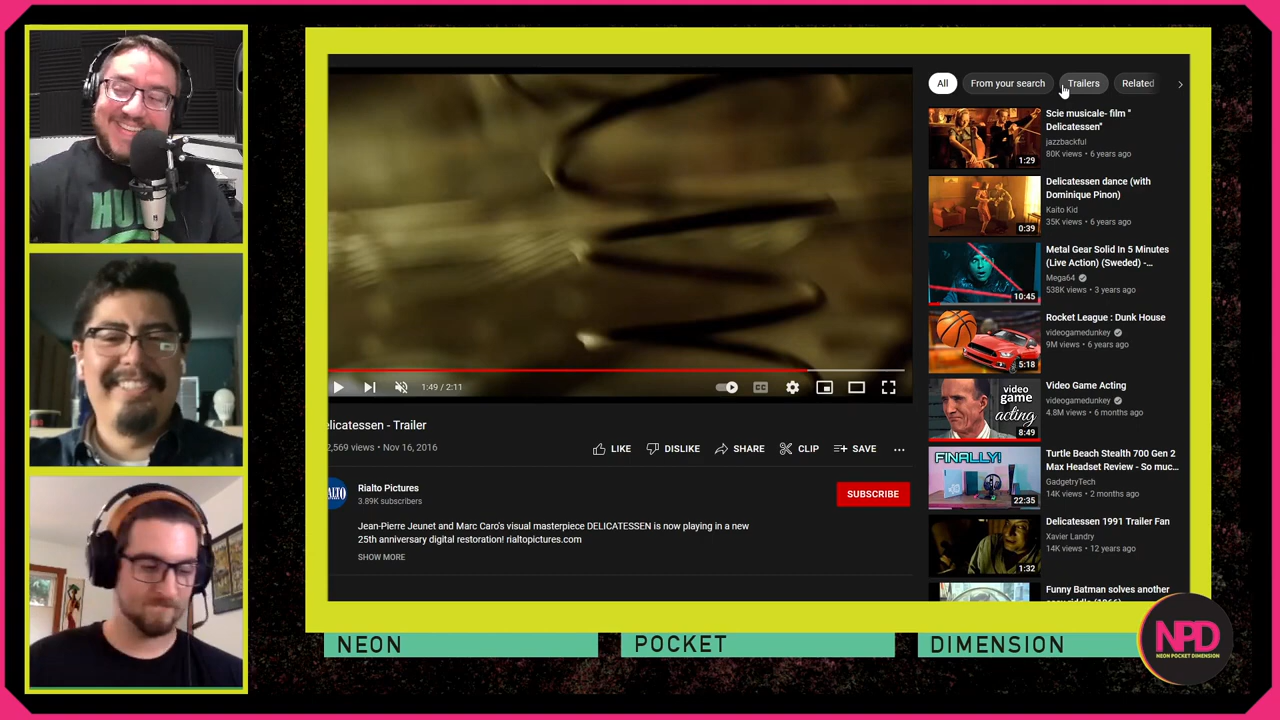 All
From your search
Trailers
Related
Scie musicale- film "
Delicatessen"
jazzbackful
80K views • 6 years ago
1:29
Delicatessen dance (with
Dominique Pinon)
Kaito Kid
35K views • 6 years ago
0:39
Metal Gear Solid In 5 Minutes
(Live Action) (Sweded) -...
Mega64
538K views • 3 years ago
10:45
Rocket League : Dunk House
videogamedunkey
9M views • 6 years ago
5:18
video
game
acting
Video Game Acting
videogamedunkey
4.8M views • 6 months ago
8:49
FINALLY!
Turtle Beach Stealth 700 Gen 2
Max Headset Review - So muc...
GadgetryTech
14K views • 2 months ago
22:35
Delicatessen 1991 Trailer Fan
Xavier Landry
14K views • 12 years ago
1:32
Funny Batman solves another
1:49 / 2:11
CC
elicatessen - Trailer
2,569 views • Nov 16, 2016
LIKE
DISLIKE
SHARE
CLIP
SAVE
Rialto Pictures
3.89K subscribers
SUBSCRIBE
Jean-Pierre Jeunet and Marc Caro's visual masterpiece DELICATESSEN is now playing in a new
25th anniversary digital restoration! rialtopictures.com
SHOW MORE
NEON
POCKET
DIMENSION
NPD
NEON POCKET DIMENSION